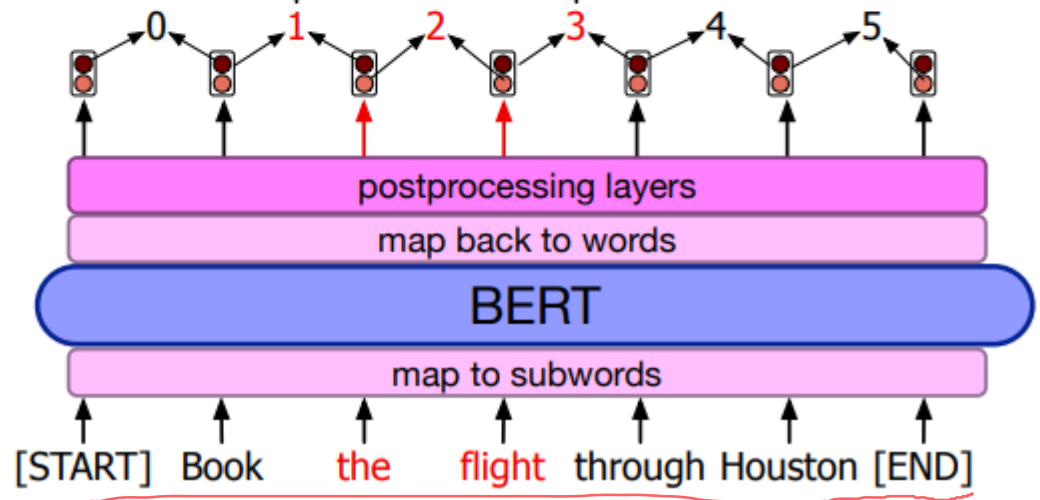 0 1 2 3 4 5
postprocessing layers
map back to words
BERT
map to subwords
[START] Book the flight through Houston [END]